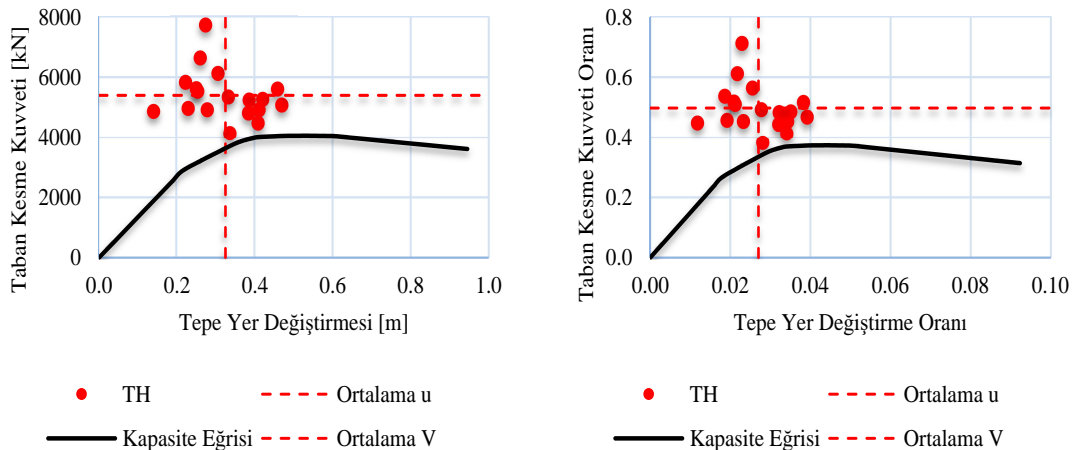 Taban Kesme Kuvveti [kN]
8000
6000
4000
2000
0
0.0 0.2 0.4 0.6 0.8 1.0
Tepe Yer Değiştirmesi [m]
TH
Ortalama u
Kapasite Eğrisi
Ortalama V
Taban Kesme Kuvveti Oranı
0.8
0.6
0.4
0.2
0.0
0.00 0.02 0.04 0.06 0.08 0.10
Tepe Yer Değiştirme Oranı
TH
Ortalama u
Kapasite Eğrisi
Ortalama V